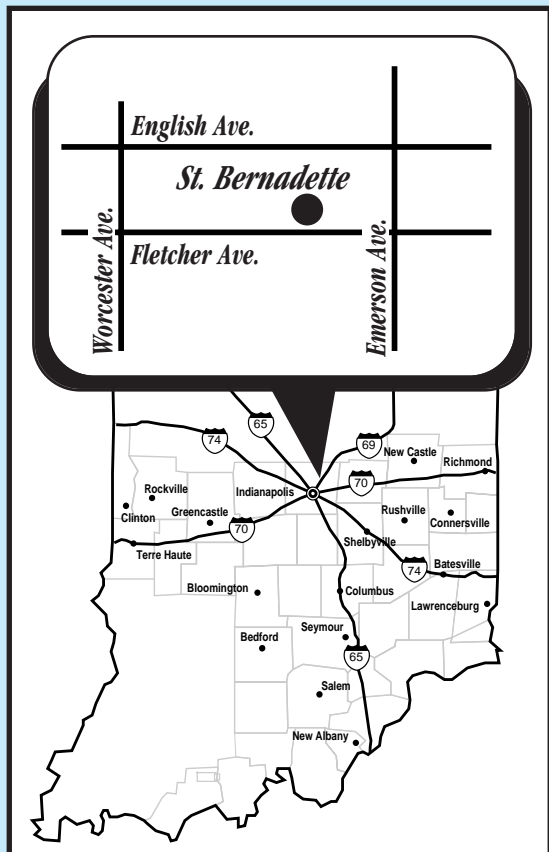 English Ave.
St. Bernadette
Worcester Ave.
Emerson Ave.
Fletcher Ave.
65
74
69
New Castle
Richmond
Rockville
Indianapolis
70
Clinton
Greencastle
Rushville
Connersville
70
Shelbyville
Terre Haute
Batesville
74
Bloomington
Columbus
Lawrenceburg
Seymour
Bedford
65
Salem
New Albany